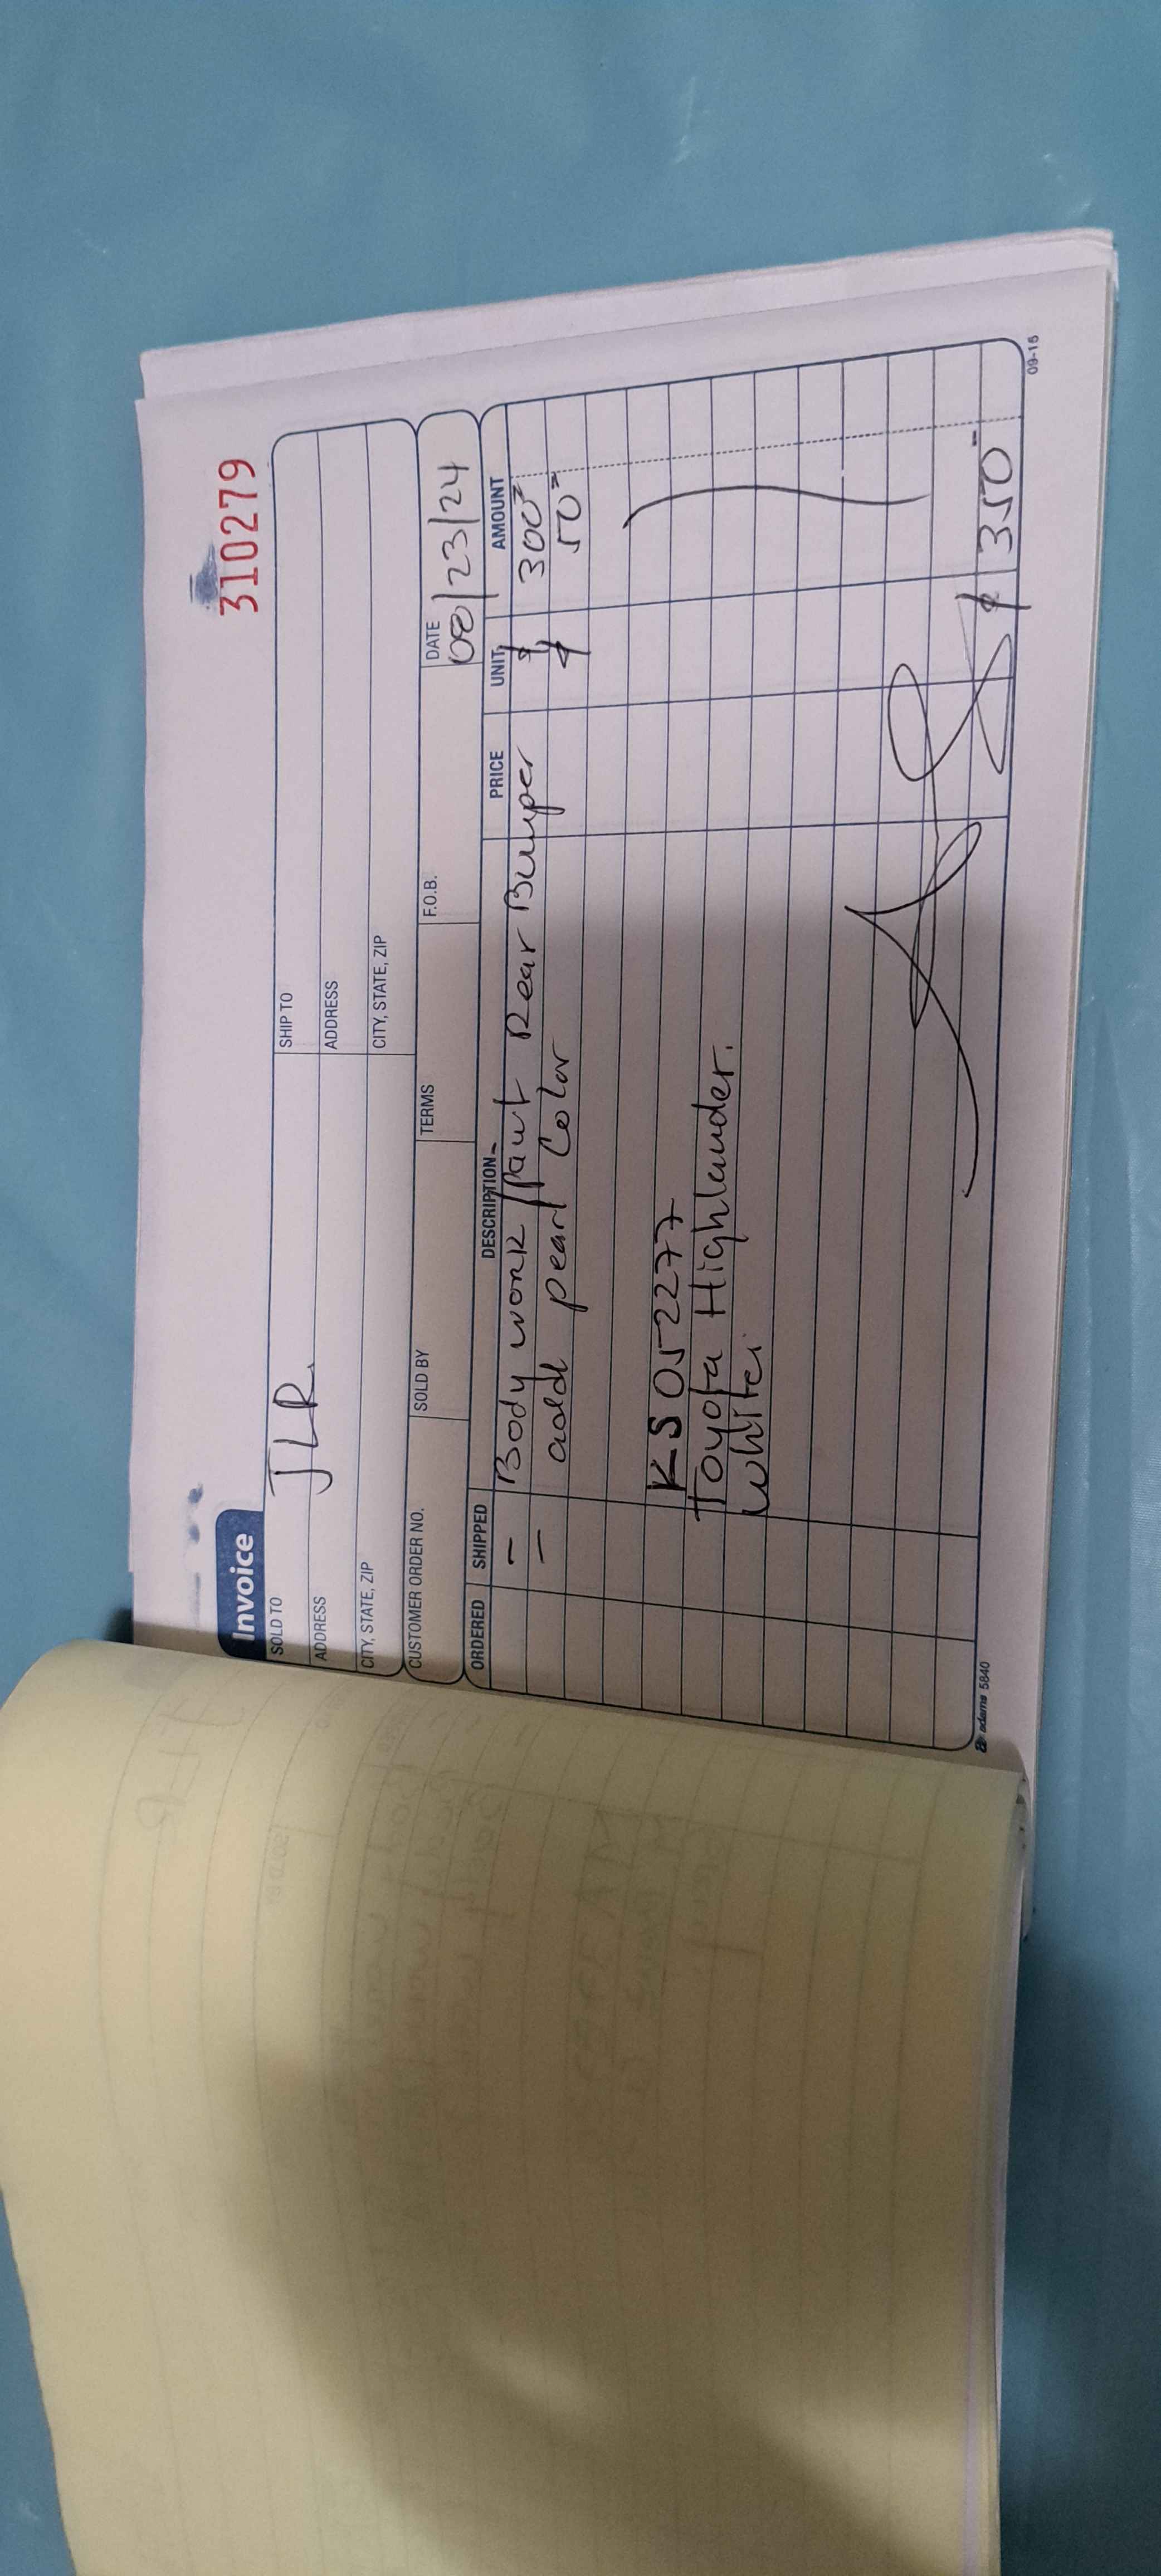 310279
Invoice
SOLD TO JLR. SHIP TO
ADDRESS ADDRESS
CITY, STATE, ZIP CITY, STATE, ZIP
CUSTOMER ORDER NO. SOLD BY TERMS F.O.B. DATE 08/23/24
ORDERED SHIPPED DESCRIPTION PRICE UNIT AMOUNT
- Body work/paint Rear Bumper $ 300=
- add pearl Color $ 50=
KS052277
Toyota Highlander.
White.
$ 350-
adams 5840 09-15